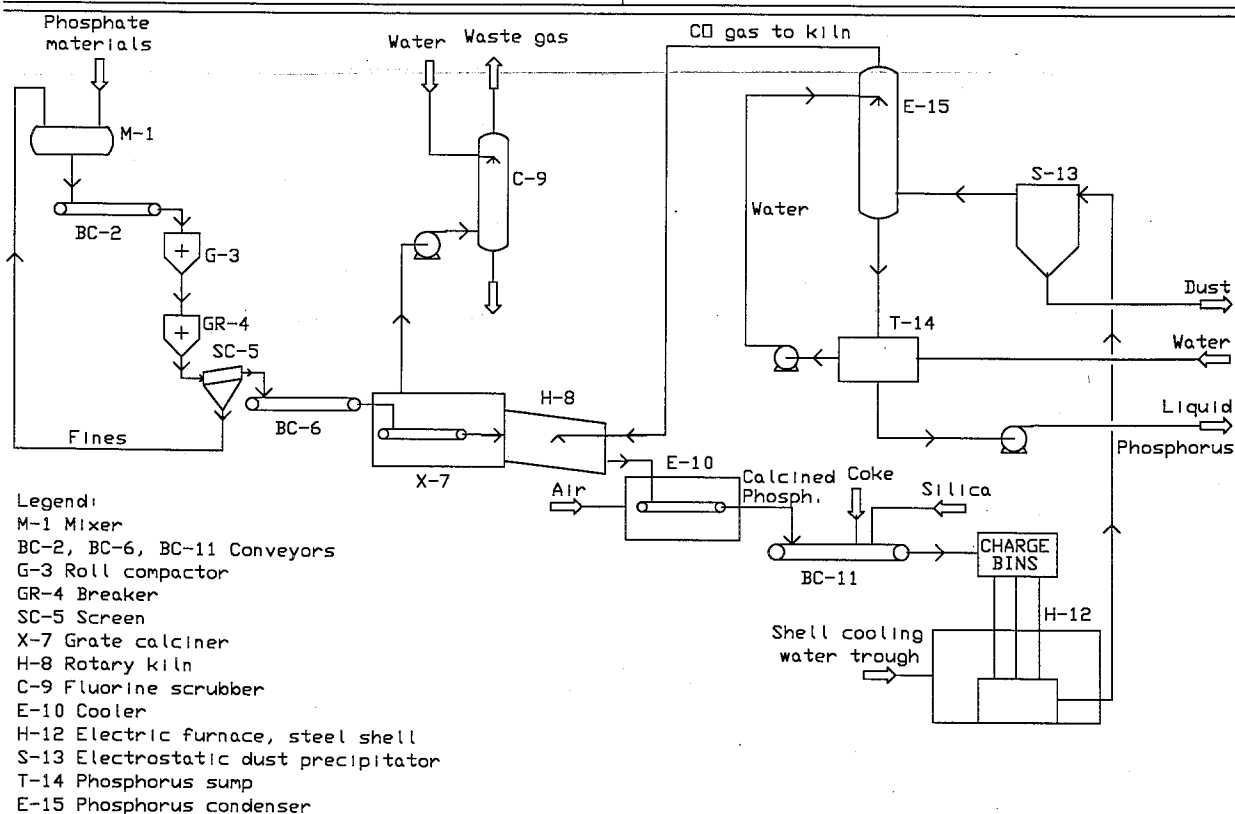 Phosphate
materials
M-1
BC-2
G-3
GR-4
SC-5
Fines
BC-6
Water
Waste gas
C-9
X-7
H-8
CO gas to kiln
E-15
Water
S-13
Dust
T-14
Water
Liquid
Phosphorus
E-10
Air
Calcined
Phosph.
Coke
Silica
BC-11
CHARGE
BINS
H-12
Shell cooling
water trough
Legend:
M-1 Mixer
BC-2, BC-6, BC-11 Conveyors
G-3 Roll compactor
GR-4 Breaker
SC-5 Screen
X-7 Grate calciner
H-8 Rotary kiln
C-9 Fluorine scrubber
E-10 Cooler
H-12 Electric furnace, steel shell
S-13 Electrostatic dust precipitator
T-14 Phosphorus sump
E-15 Phosphorus condenser